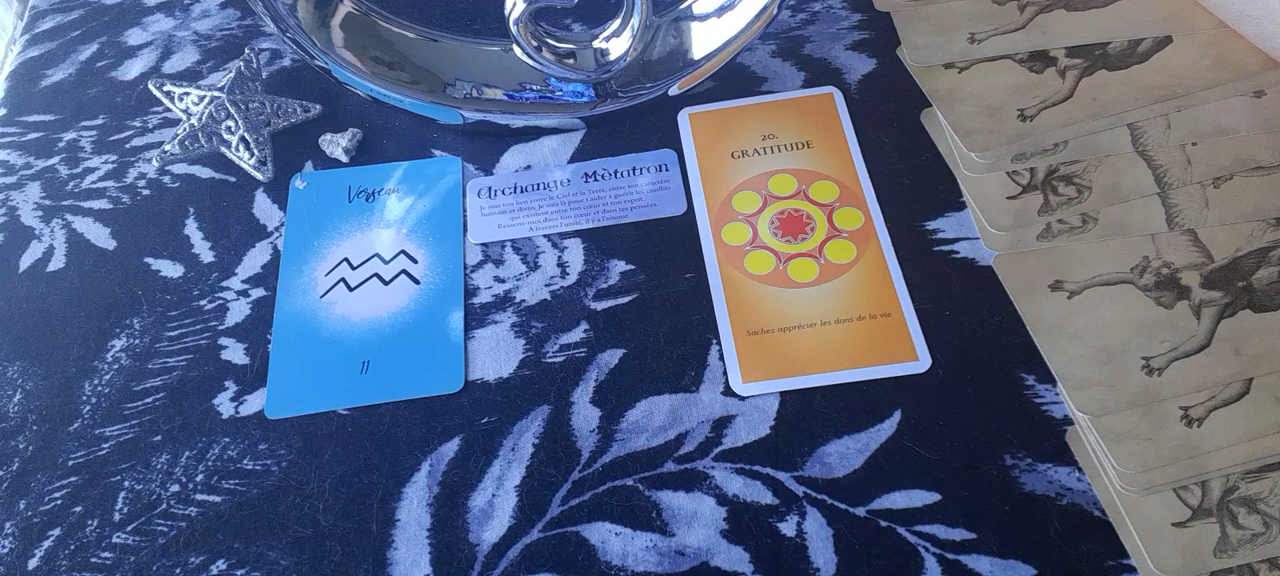 Verseau
11
Archange Mètatron
Je suis ton lien entre le Ciel et la Terre, entre ton caractère
humain et divin. Je suis là pour t'aider à guérir les conflits
qui existent entre ton cœur et ton esprit.
Ressens-moi dans ton cœur et dans tes pensées.
A travers l'unité, il y a l'amour.
20.
GRATITUDE
Sachez apprécier les dons de la vie